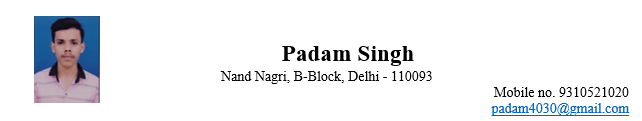 Padam Singh
Nand Nagri, B-Block, Delhi - 110093
Mobile no. 9310521020
padam4030@gmail.com